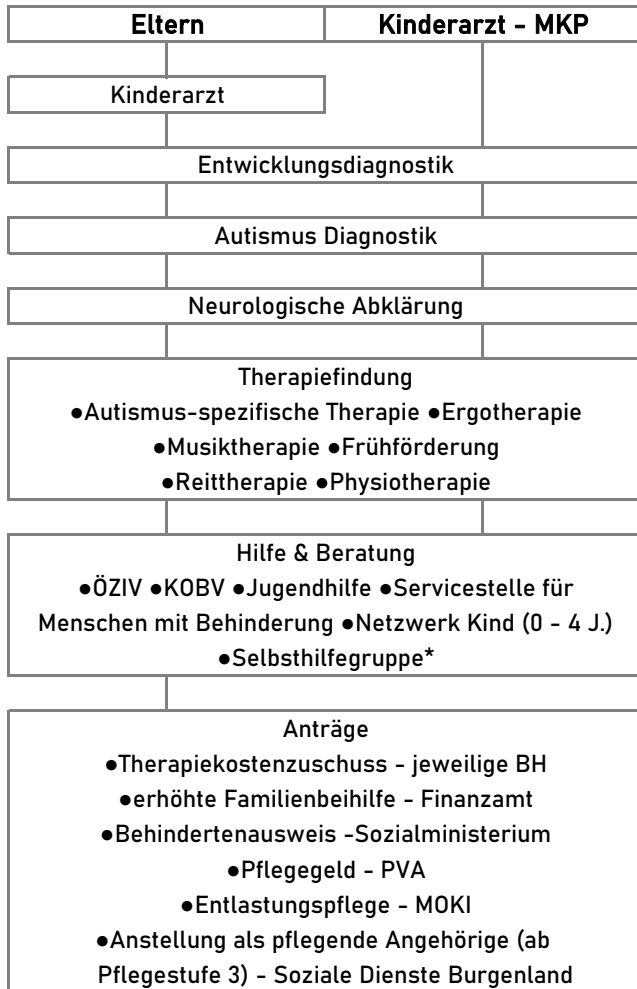 Eltern Kinderarzt - MKP
Kinderarzt
Entwicklungsdiagnostik
Autismus Diagnostik
Neurologische Abklärung
Therapiefindung
●Autismus-spezifische Therapie ●Ergotherapie
●Musiktherapie ●Frühförderung
●Reittherapie ●Physiotherapie
Hilfe & Beratung
●ÖZIV ●KOBV ●Jugendhilfe ●Servicestelle für
Menschen mit Behinderung ●Netzwerk Kind (0 - 4 J.)
●Selbsthilfegruppe*
Anträge
●Therapiekostenzuschuss - jeweilige BH
●erhöhte Familienbeihilfe - Finanzamt
●Behindertenausweis -Sozialministerium
●Pflegegeld - PVA
●Entlastungspflege - MOKI
●Anstellung als pflegende Angehörige (ab
Pflegestufe 3) - Soziale Dienste Burgenland